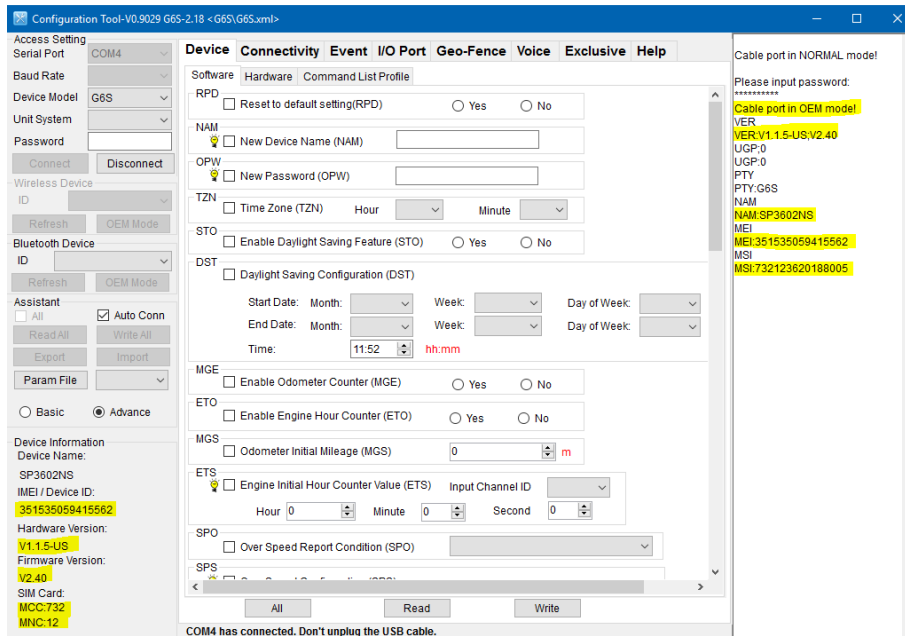 Configuration Tool-V0.9029 G6S-2.18 <G6S\G6S.xml>
Access Setting
Serial Port COM4
Baud Rate
Device Model G6S
Unit System
Password
Connect Disconnect
Wireless Device
ID
Refresh OEM Mode
Bluetooth Device
ID
Refresh OEM Mode
Assistant
All Auto Conn
Read All Write All
Export Import
Param File
Basic Advance
Device Information
Device Name:
SP3602NS
IMEI / Device ID:
351535059415562
Hardware Version:
V1.1.5-US
Firmware Version:
V2.40
SIM Card:
MCC:732
MNC:12
Device Connectivity Event I/O Port Geo-Fence Voice Exclusive Help
Software Hardware Command List Profile
RPD
Reset to default setting(RPD) Yes No
NAM
New Device Name (NAM)
OPW
New Password (OPW)
TZN
Time Zone (TZN) Hour Minute
STO
Enable Daylight Saving Feature (STO) Yes No
DST
Daylight Saving Configuration (DST)
Start Date: Month: Week: Day of Week:
End Date: Month: Week: Day of Week:
Time: 11:52 hh:mm
MGE
Enable Odometer Counter (MGE) Yes No
ETO
Enable Engine Hour Counter (ETO) Yes No
MGS
Odometer Initial Mileage (MGS) 0 m
ETS
Engine Initial Hour Counter Value (ETS) Input Channel ID
Hour 0 Minute 0 Second 0
SPO
Over Speed Report Condition (SPO)
SPS
All Read Write
COM4 has connected. Don't unplug the USB cable.
Cable port in NORMAL mode!
Please input password:
**********
Cable port in OEM mode!
VER
VER:V1.1.5-US;V2.40
UGP;0
UGP:0
PTY
PTY:G6S
NAM
NAM:SP3602NS
MEI
MEI:351535059415562
MSI
MSI:732123620188005